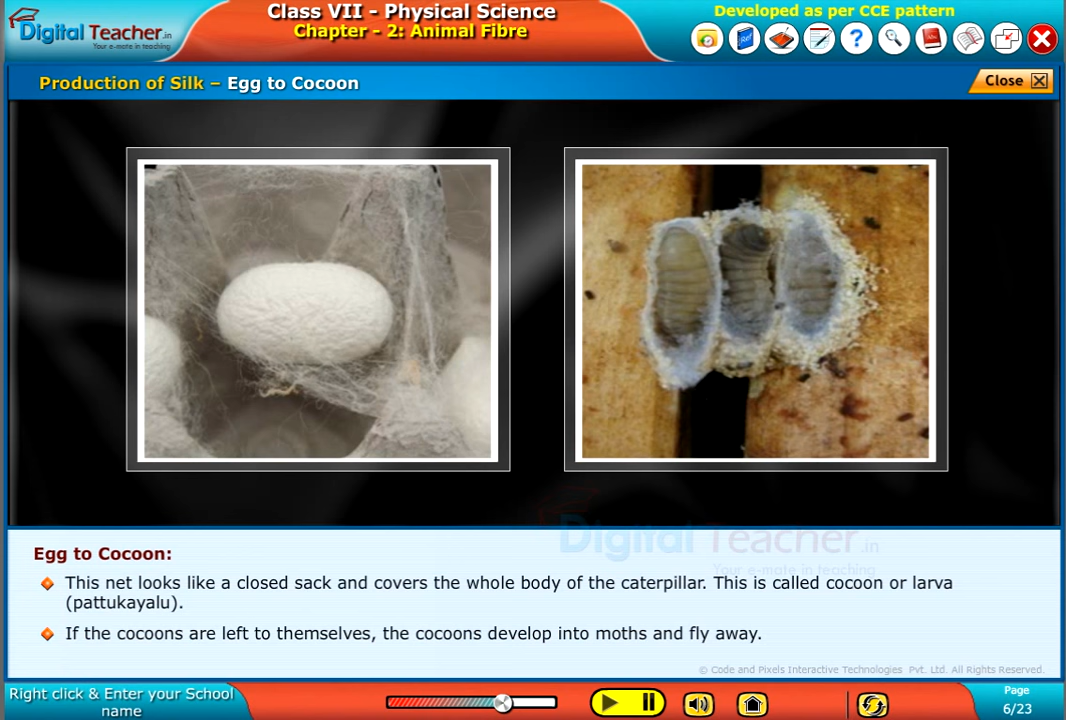 Digital Teacher.in
Your e-mate in teaching
Class VII - Physical Science
Chapter - 2: Animal Fibre
Developed as per CCE pattern
Production of Silk – Egg to Cocoon
Close
Digital Teacher.in
Your e-mate in teaching
Egg to Cocoon:
This net looks like a closed sack and covers the whole body of the caterpillar. This is called cocoon or larva
(pattukayalu).
If the cocoons are left to themselves, the cocoons develop into moths and fly away.
© Code and Pixels Interactive Technologies Pvt. Ltd. All Rights Reserved.
Right click & Enter your School
name
Page
6/23